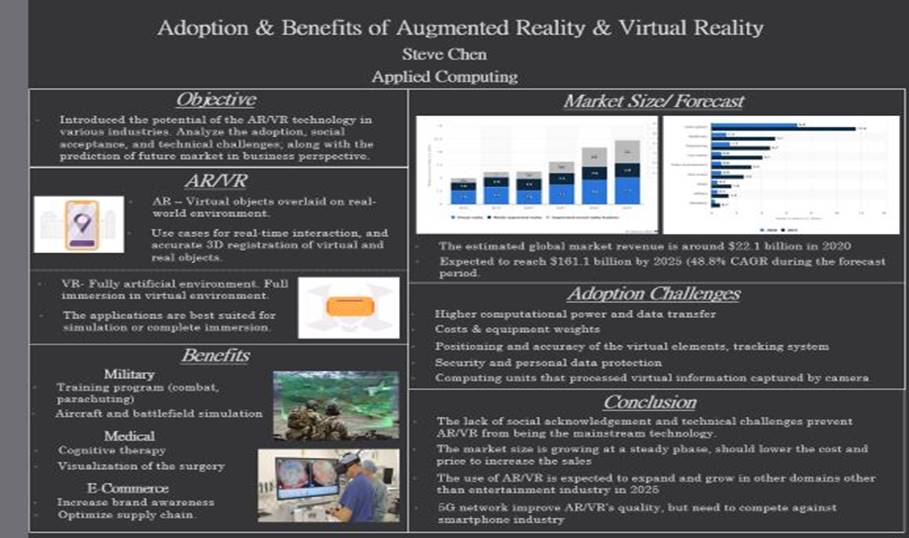 Adoption & Benefits of Augmented Reality & Virtual Reality
Steve Chen
Applied Computing
Objective
Introduced the potential of the AR/VR technology in
various industries. Analyze the adoption, social
acceptance, and technical challenges; along with the
prediction of future market in business perspective.
AR/VR
AR – Virtual objects overlaid on real-
world environment.
Use cases for real-time interaction, and
accurate 3D registration of virtual and
real objects.
VR- Fully artificial environment. Full
immersion in virtual environment.
The applications are best suited for
simulation or complete immersion.
Benefits
Military
Training program (combat,
parachuting)
Aircraft and battlefield simulation
Medical
Cognitive therapy
Visualization of the surgery
E-Commerce
Increase brand awareness
Optimize supply chain.
Market Size/ Forecast
The estimated global market revenue is around $22.1 billion in 2020
Expected to reach $161.1 billion by 2025 (48.8% CAGR during the forecast
period.
Adoption Challenges
Higher computational power and data transfer
Costs & equipment weights
Positioning and accuracy of the virtual elements, tracking system
Security and personal data protection
Computing units that processed virtual information captured by camera
Conclusion
The lack of social acknowledgement and technical challenges prevent
AR/VR from being the mainstream technology.
The market size is growing at a steady phase, should lower the cost and
price to increase the sales
The use of AR/VR is expected to expand and grow in other domains other
than entertainment industry in 2025
5G network improve AR/VR's quality, but need to compete against
smartphone industry